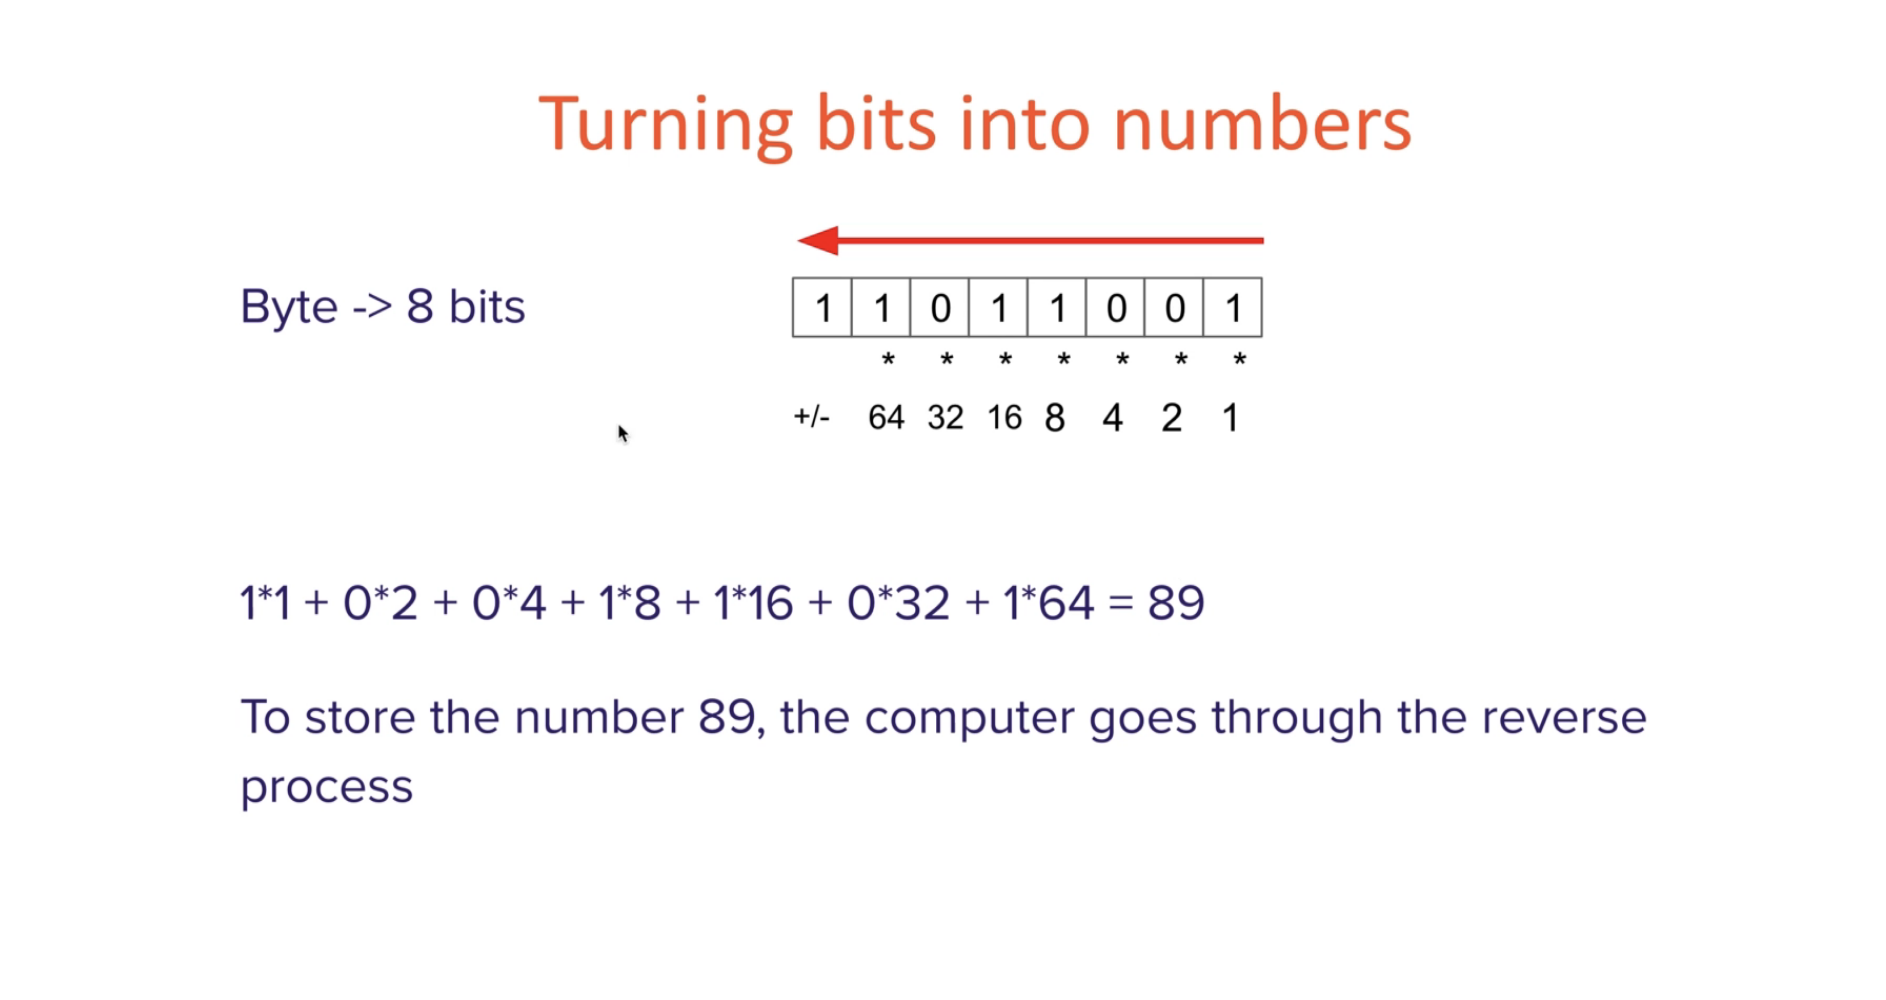 Turning bits into numbers
Byte -> 8 bits
1 1 0 1 1 0 0 1
* * * * * * *
+/- 64 32 16 8 4 2 1
1*1 + 0*2 + 0*4 + 1*8 + 1*16 + 0*32 + 1*64 = 89
To store the number 89, the computer goes through the reverse
process